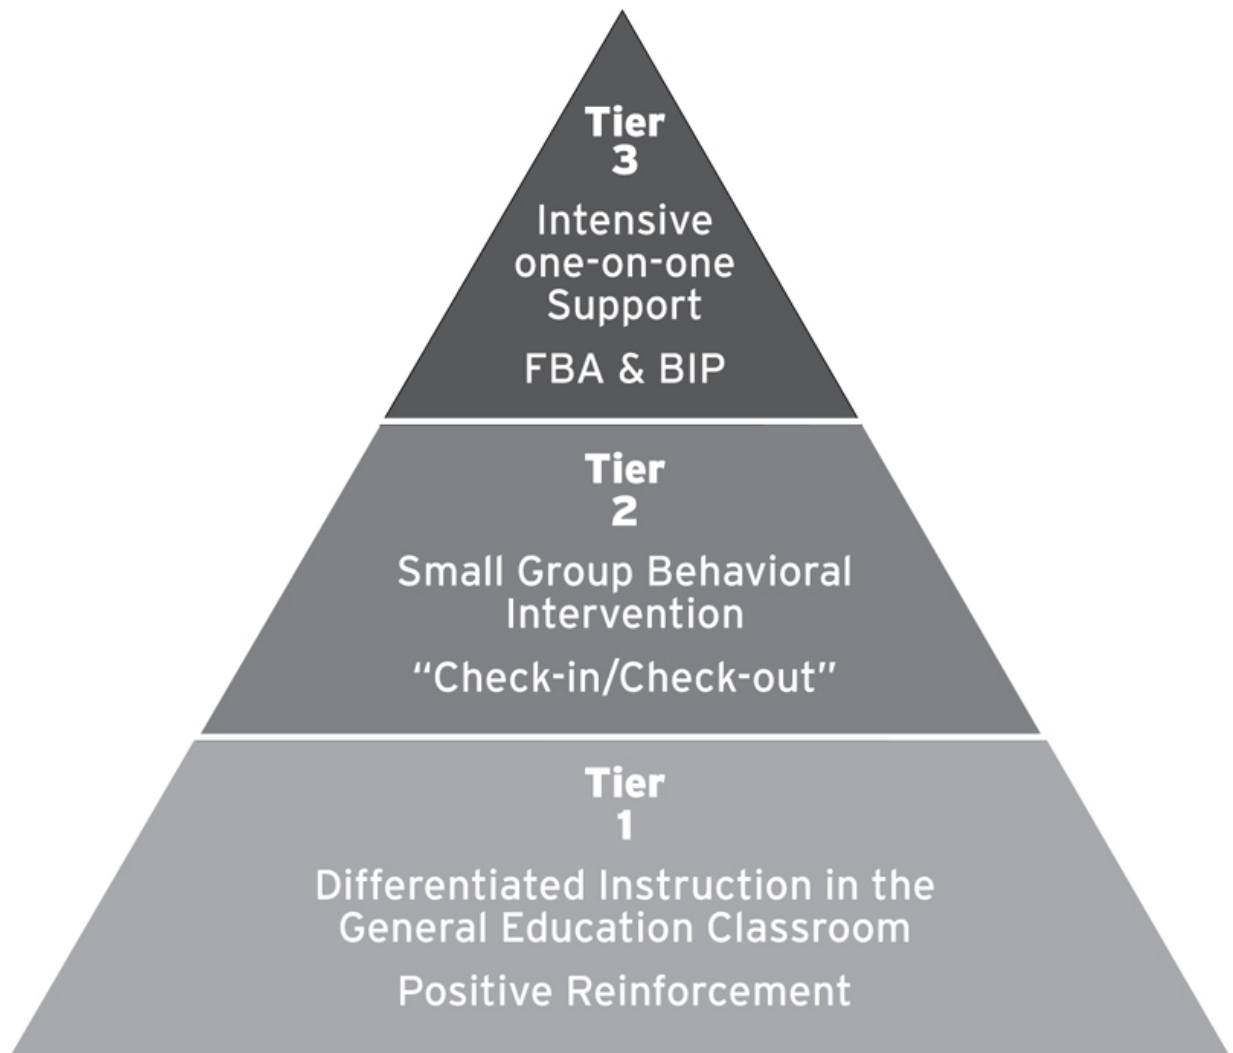 Tier
3
Intensive
one-on-one
Support
FBA & BIP
Tier
2
Small Group Behavioral
Intervention
“Check-in/Check-out”
Tier
1
Differentiated Instruction in the
General Education Classroom
Positive Reinforcement